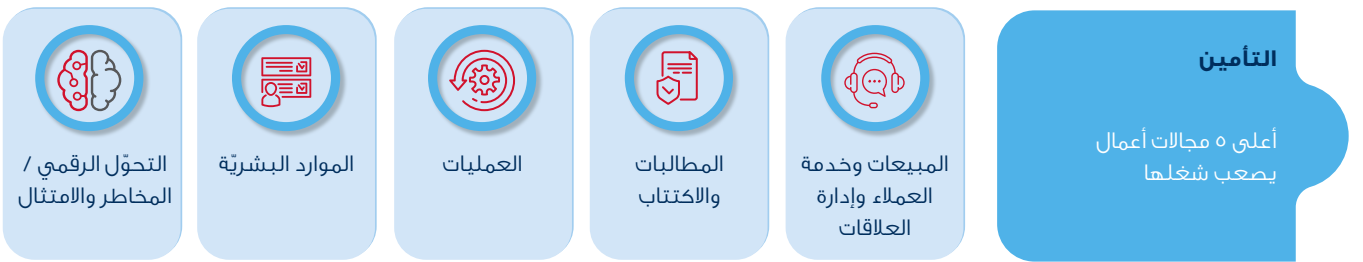 التأمين
أعلى ٥ مجالات أعمال
يصعب شغلها
المبيعات وخدمة
العملاء وإدارة
العلاقات
المطالبات
والاكتتاب
العمليات
الموارد البشريّة
التحوّل الرقمي /
المخاطر والامتثال